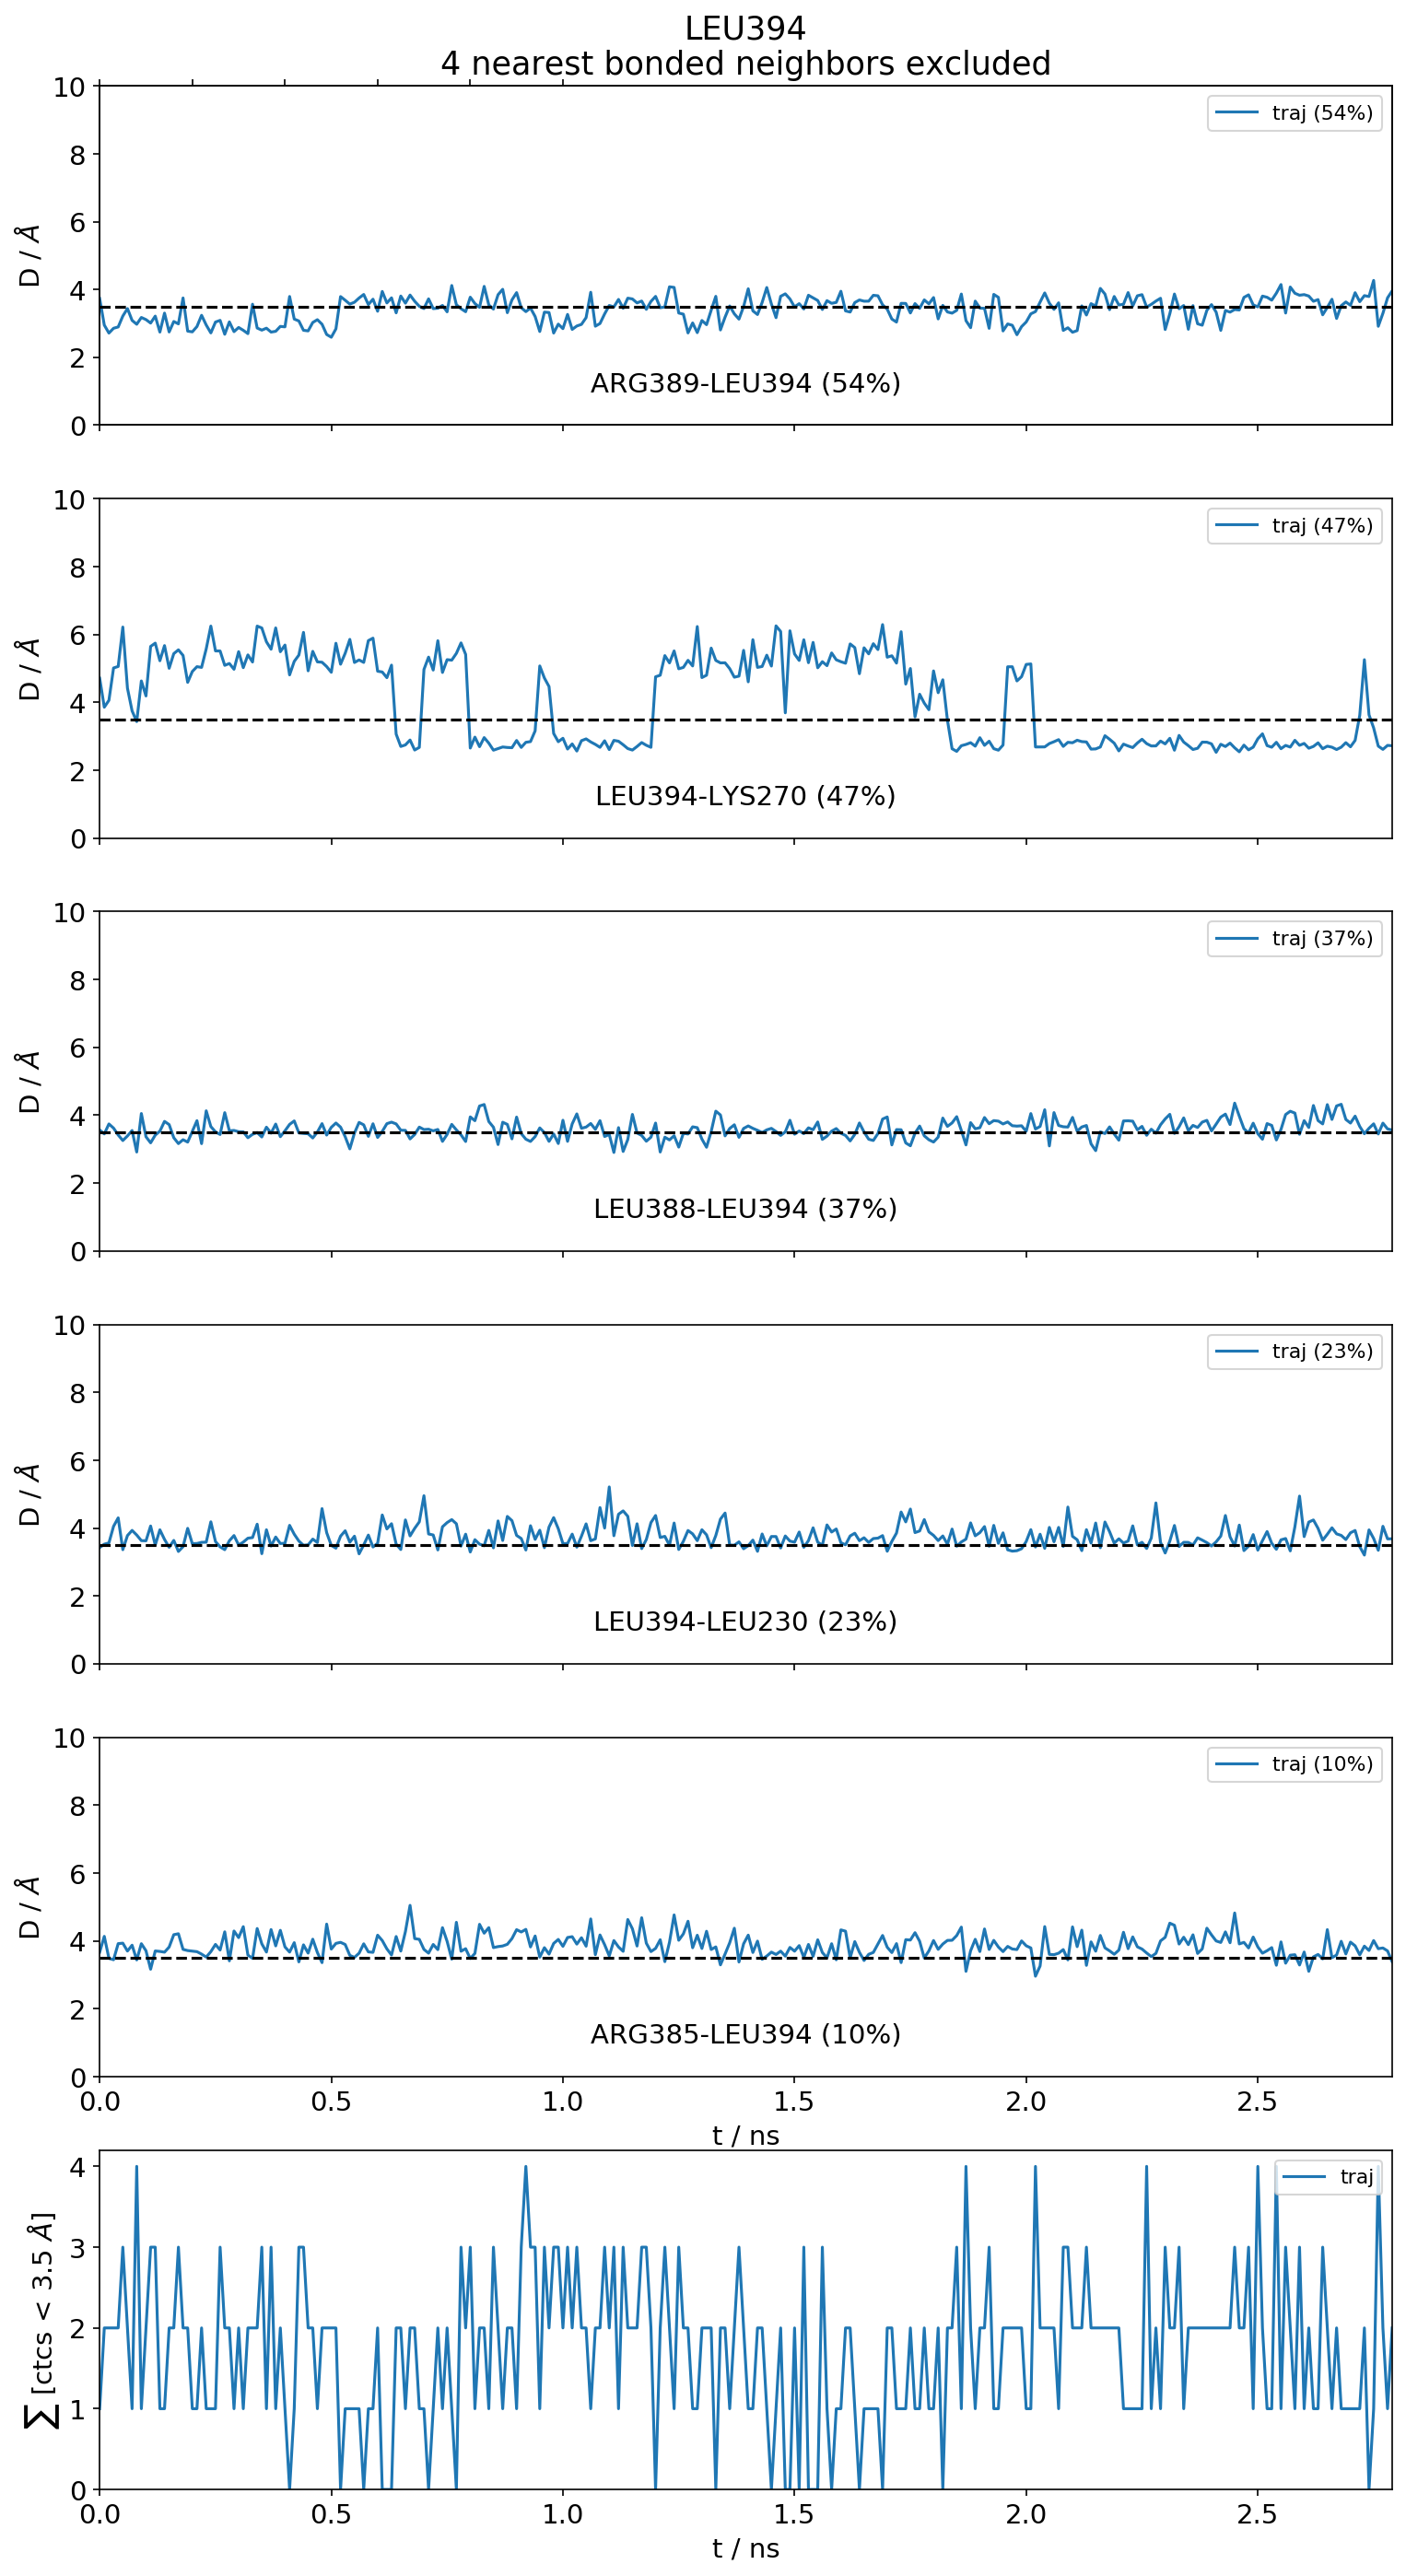 LEU394
4 nearest bonded neighbors excluded
10
8
6
4
2
0
D / Å
traj (54%)
ARG389-LEU394 (54%)
10
8
6
4
2
0
D / Å
traj (47%)
LEU394-LYS270 (47%)
10
8
6
4
2
0
D / Å
traj (37%)
LEU388-LEU394 (37%)
10
8
6
4
2
0
D / Å
traj (23%)
LEU394-LEU230 (23%)
10
8
6
4
2
0
D / Å
traj (10%)
ARG385-LEU394 (10%)
0.0 0.5 1.0 1.5 2.0 2.5
t / ns
4
3
2
1
0
∑ [ctcs < 3.5 Å]
traj
0.0 0.5 1.0 1.5 2.0 2.5
t / ns